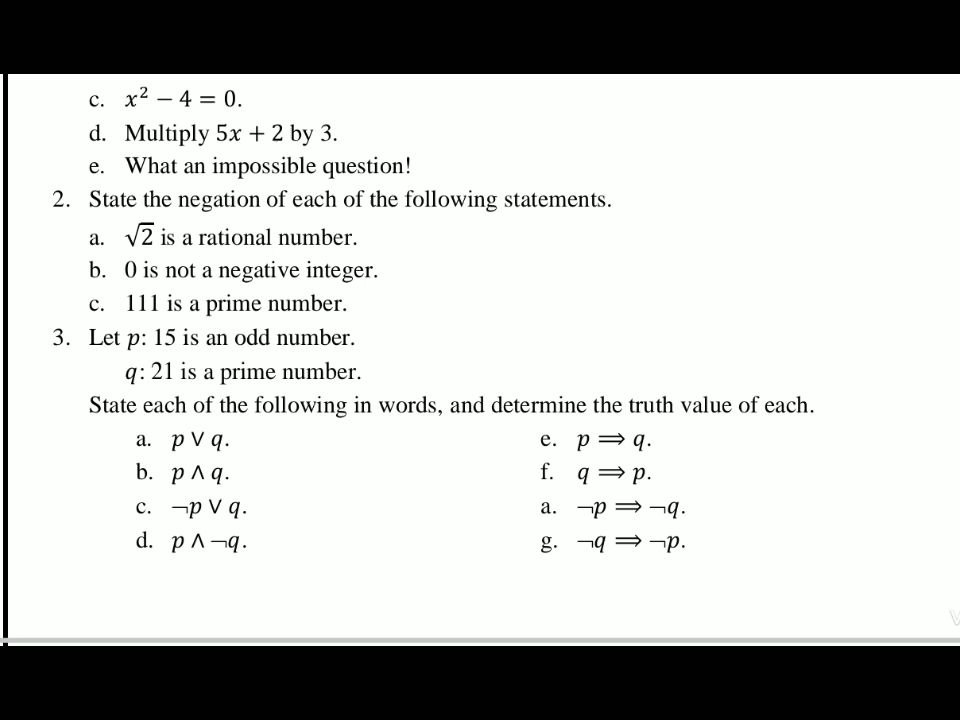 c. x² − 4 = 0.
d. Multiply 5x + 2 by 3.
e. What an impossible question!
2. State the negation of each of the following statements.
a. √2 is a rational number.
b. 0 is not a negative integer.
c. 111 is a prime number.
3. Let p: 15 is an odd number.
q: 21 is a prime number.
State each of the following in words, and determine the truth value of each.
a. p ∨ q.
b. p ∧ q.
c. ¬p ∨ q.
d. p ∧ ¬q.
e. p ⟹ q.
f. q ⟹ p.
a. ¬p ⟹ ¬q.
g. ¬q ⟹ ¬p.